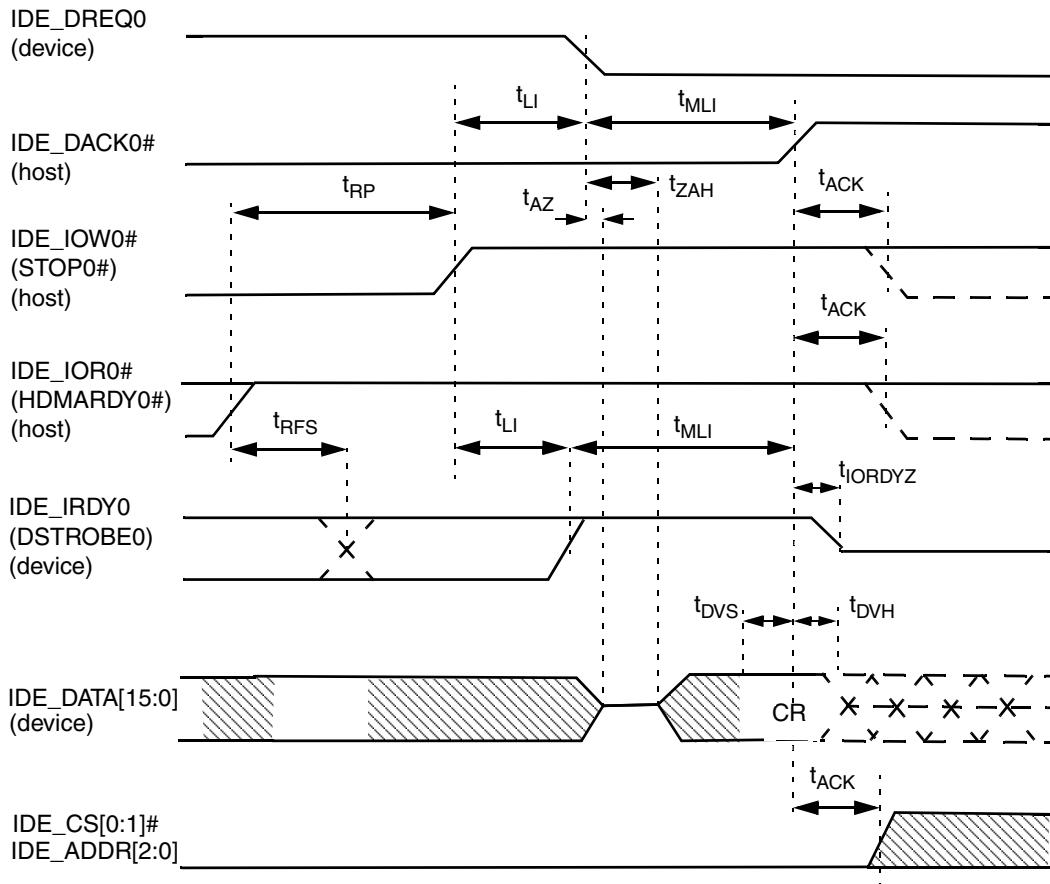 IDE_DREQ0
(device)
tLI
tMLI
IDE_DACK0#
(host)
tRP
tAZ
tZAH
tACK
IDE_IOW0#
(STOP0#)
(host)
tACK
IDE_IOR0#
(HDMARDY0#)
(host)
tRFS
tLI
tMLI
tIORDYZ
IDE_IRDY0
(DSTROBE0)
(device)
tDVS
tDVH
IDE_DATA[15:0]
(device)
CR
tACK
IDE_CS[0:1]#
IDE_ADDR[2:0]